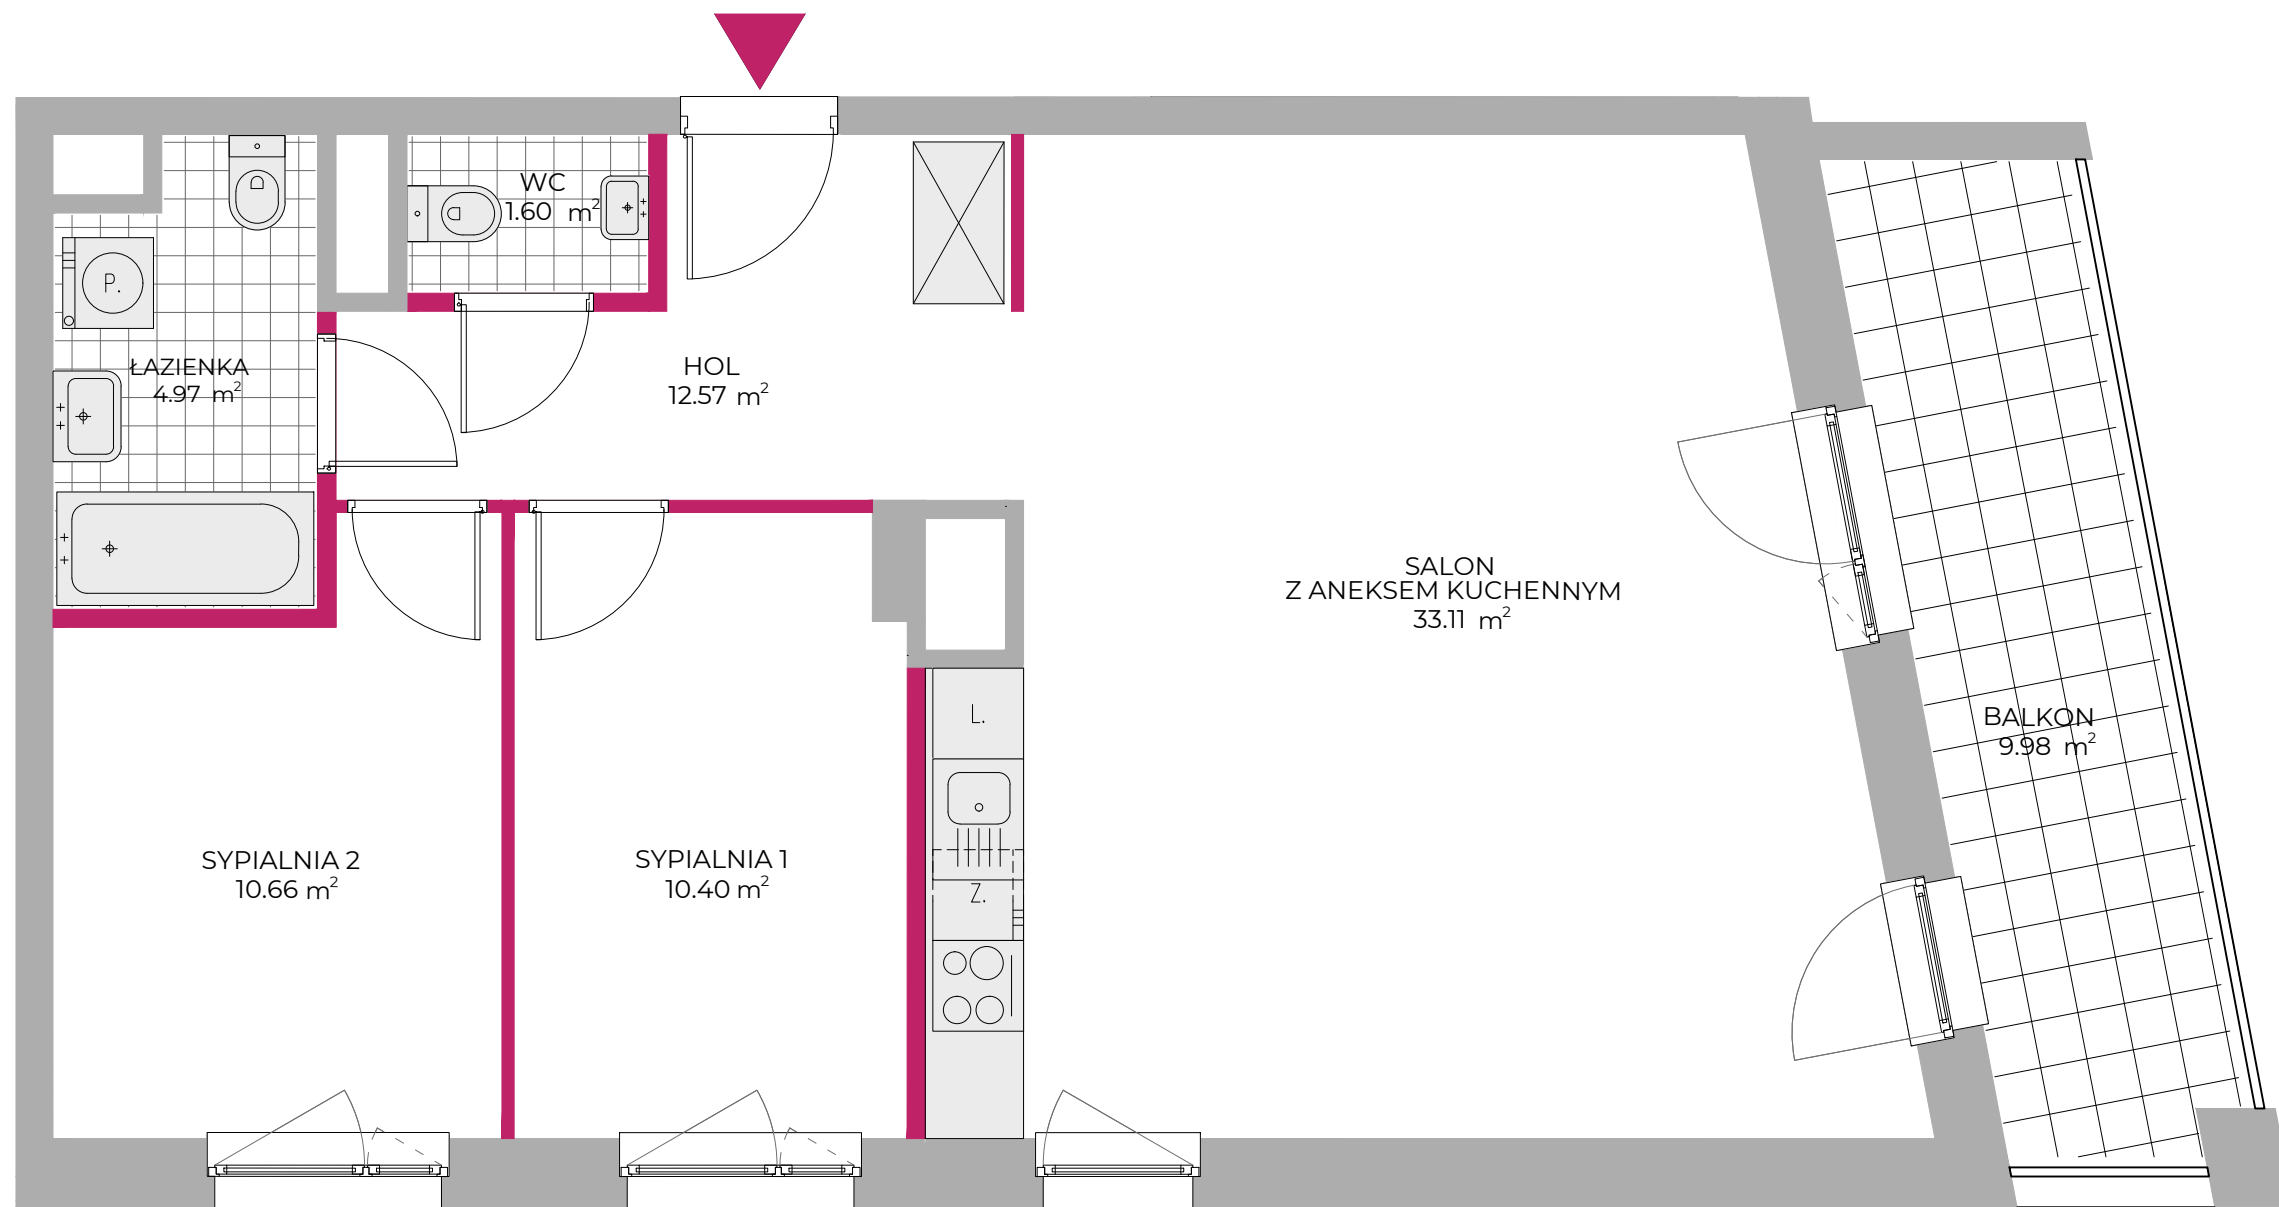 WC
1.60 m²
P.
ŁAZIENKA
4.97 m²
HOL
12.57 m²
SALON
Z ANEKSEM KUCHENNYM
33.11 m²
L.
BALKON
9.98 m²
SYPIALNIA 2
10.66 m²
SYPIALNIA 1
10.40 m²
Z.